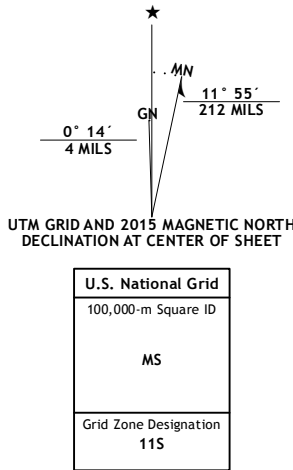 ★
MN
GN
11° 55´
212 MILS
0° 14´
4 MILS
UTM GRID AND 2015 MAGNETIC NORTH
DECLINATION AT CENTER OF SHEET
U.S. National Grid
100,000-m Square ID
MS
Grid Zone Designation
11S